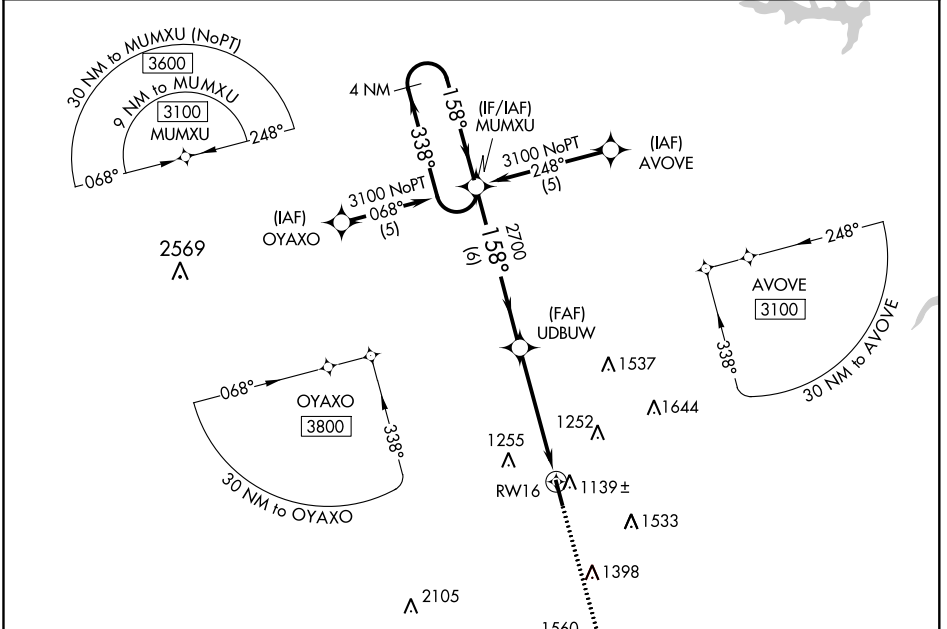 30 NM to MUMXU (NoPT)
3600
9 NM to MUMXU
3100
MUMXU
068°
248°
4 NM
338°
158°
(IF/IAF)
MUMXU
3100 NoPT
248°
(5)
(IAF)
AVOVE
3100 NoPT
068°
(5)
(IAF)
OYAXO
2569
2700
158°
(6)
(FAF)
UDBUW
248°
AVOVE
3100
338°
30 NM to AVOVE
068°
OYAXO
3800
338°
30 NM to OYAXO
1537
1644
1252
1255
RW16
1139±
1533
1398
2105
1560